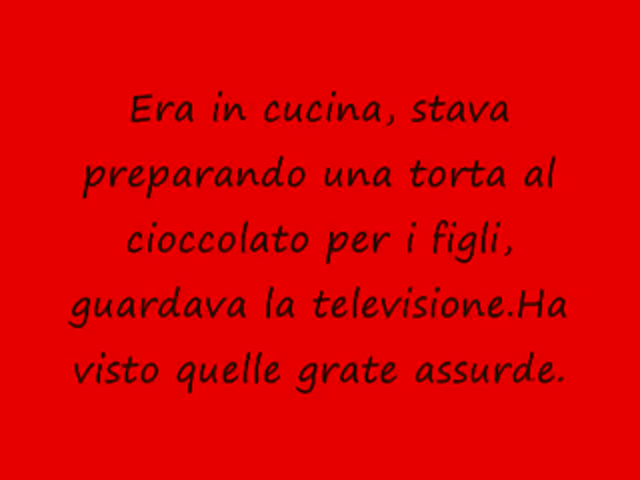 Era in cucina, stava
preparando una torta al
cioccolato per i figli,
guardava la televisione.Ha
visto quelle grate assurde.